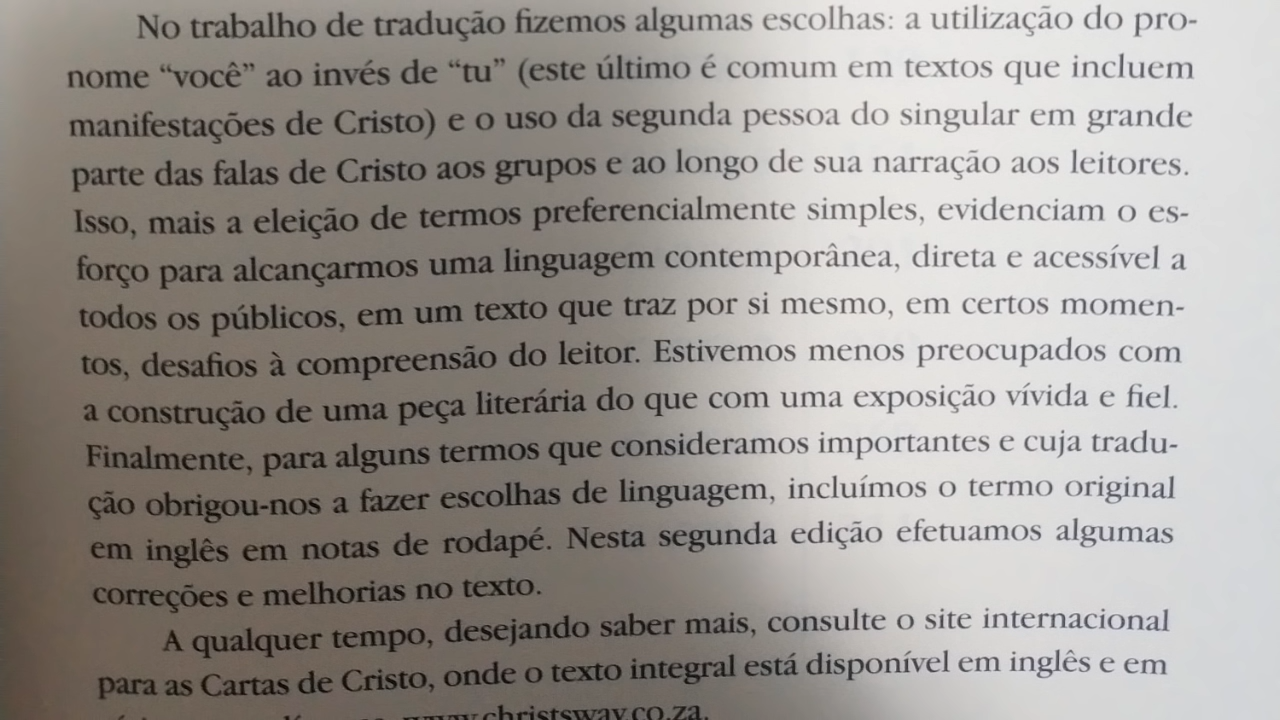 No trabalho de tradução fizemos algumas escolhas: a utilização do pro-
nome “você” ao invés de “tu” (este último é comum em textos que incluem
manifestações de Cristo) e o uso da segunda pessoa do singular em grande
parte das falas de Cristo aos grupos e ao longo de sua narração aos leitores.
Isso, mais a eleição de termos preferencialmente simples, evidenciam o es-
forço para alcançarmos uma linguagem contemporânea, direta e acessível a
todos os públicos, em um texto que traz por si mesmo, em certos momen-
tos, desafios à compreensão do leitor. Estivemos menos preocupados com
a construção de uma peça literária do que com uma exposição vívida e fiel.
Finalmente, para alguns termos que consideramos importantes e cuja tradu-
ção obrigou-nos a fazer escolhas de linguagem, incluímos o termo original
em inglês em notas de rodapé. Nesta segunda edição efetuamos algumas
correções e melhorias no texto.
A qualquer tempo, desejando saber mais, consulte o site internacional
para as Cartas de Cristo, onde o texto integral está disponível em inglês e em
www.christsway.co.za.